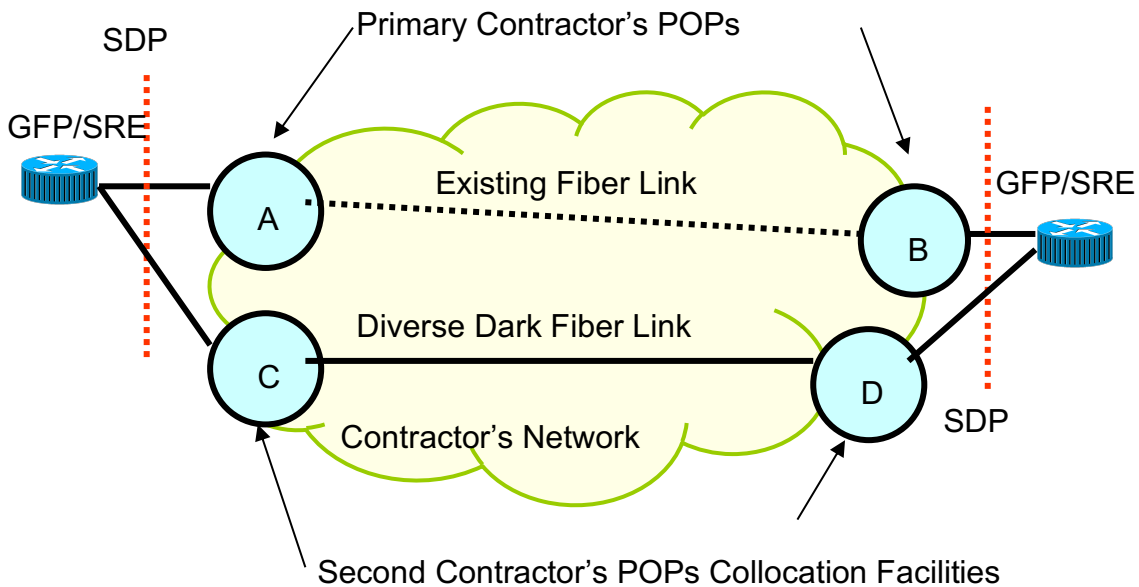 Primary Contractor's POPs
SDP
GFP/SRE
Existing Fiber Link
GFP/SRE
A
B
Diverse Dark Fiber Link
C
D
SDP
Contractor's Network
Second Contractor's POPs Collocation Facilities